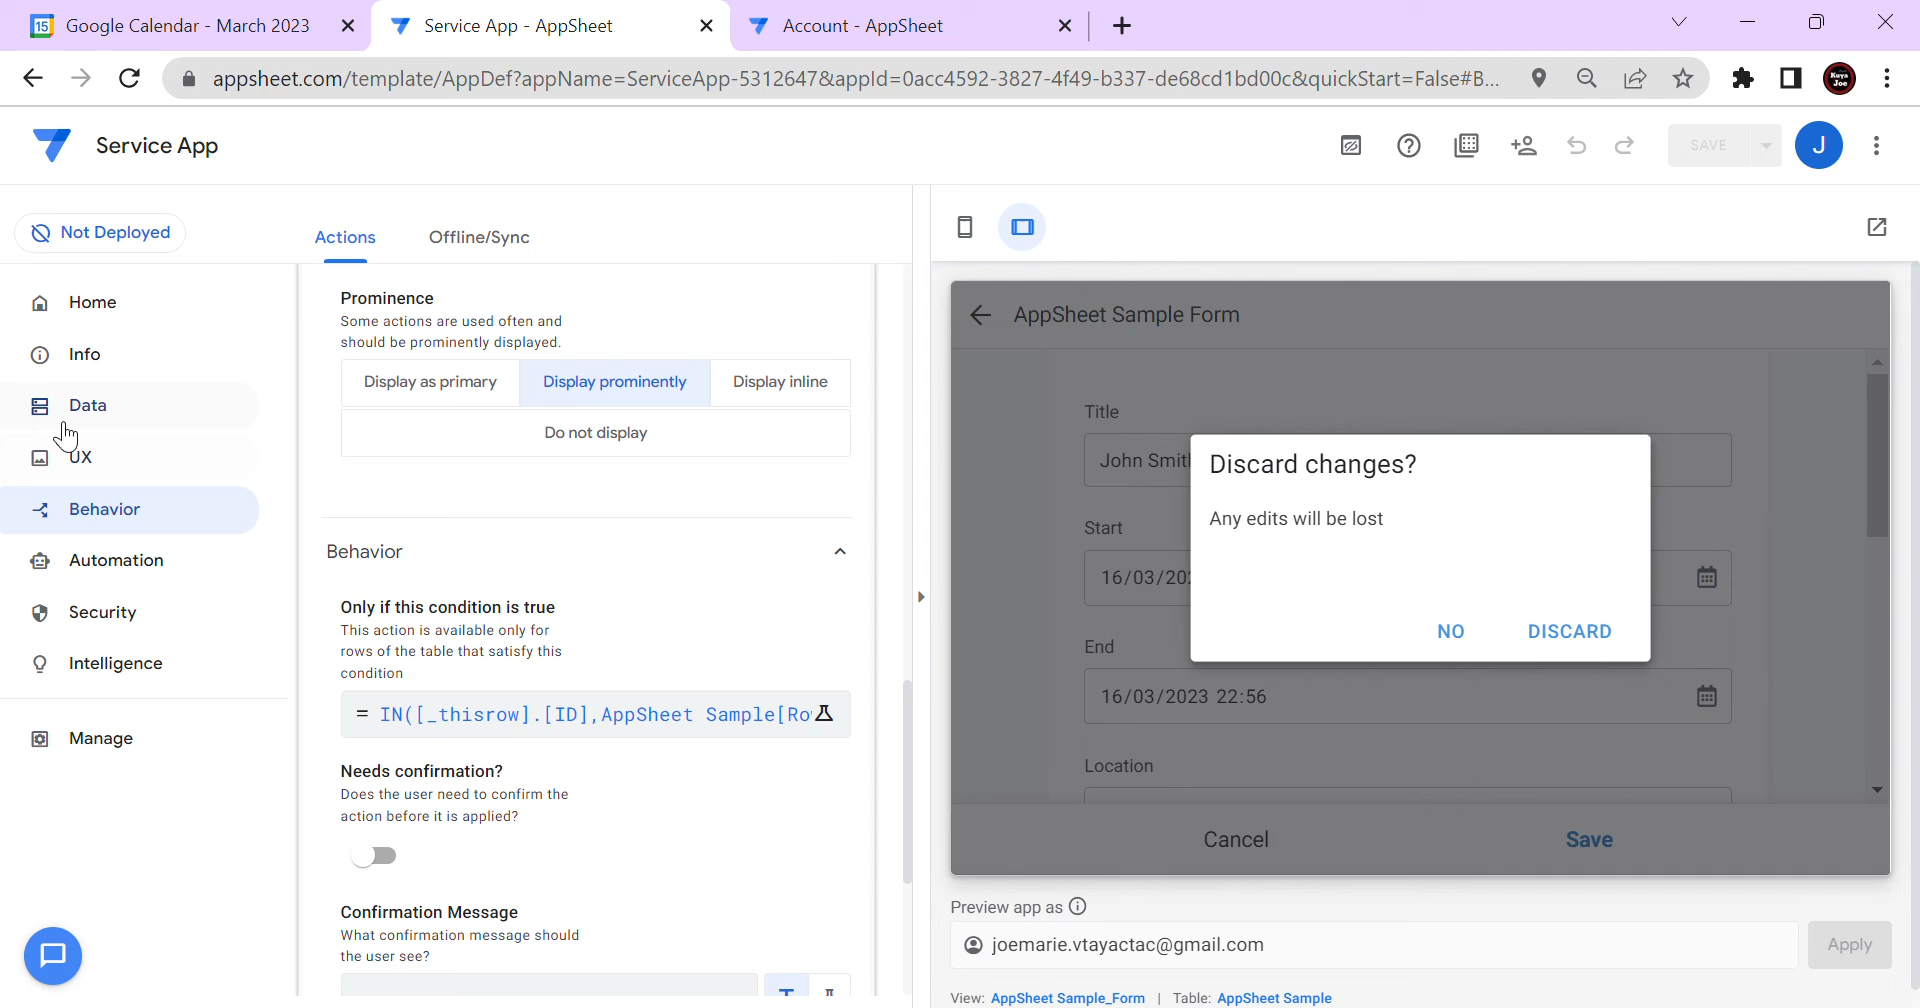 15 Google Calendar - March 2023
Service App - AppSheet
Account - AppSheet
appsheet.com/template/AppDef?appName=ServiceApp-5312647&appId=0acc4592-3827-4f49-b337-de68cd1bd00c&quickStart=False#B...
Kuya
Joe
Service App
SAVE
J
Not Deployed
Actions
Offline/Sync
Home
Info
Data
UX
Behavior
Automation
Security
Intelligence
Manage
Prominence
Some actions are used often and
should be prominently displayed.
Display as primary
Display prominently
Display inline
Do not display
Behavior
Only if this condition is true
This action is available only for
rows of the table that satisfy this
condition
= IN([_thisrow].[ID],AppSheet Sample[Ro
Needs confirmation?
Does the user need to confirm the
action before it is applied?
Confirmation Message
What confirmation message should
the user see?
AppSheet Sample Form
Title
John Smit
Start
16/03/202
End
16/03/2023 22:56
Location
Cancel
Save
Discard changes?
Any edits will be lost
NO
DISCARD
Preview app as
joemarie.vtayactac@gmail.com
Apply
View: AppSheet Sample_Form | Table: AppSheet Sample